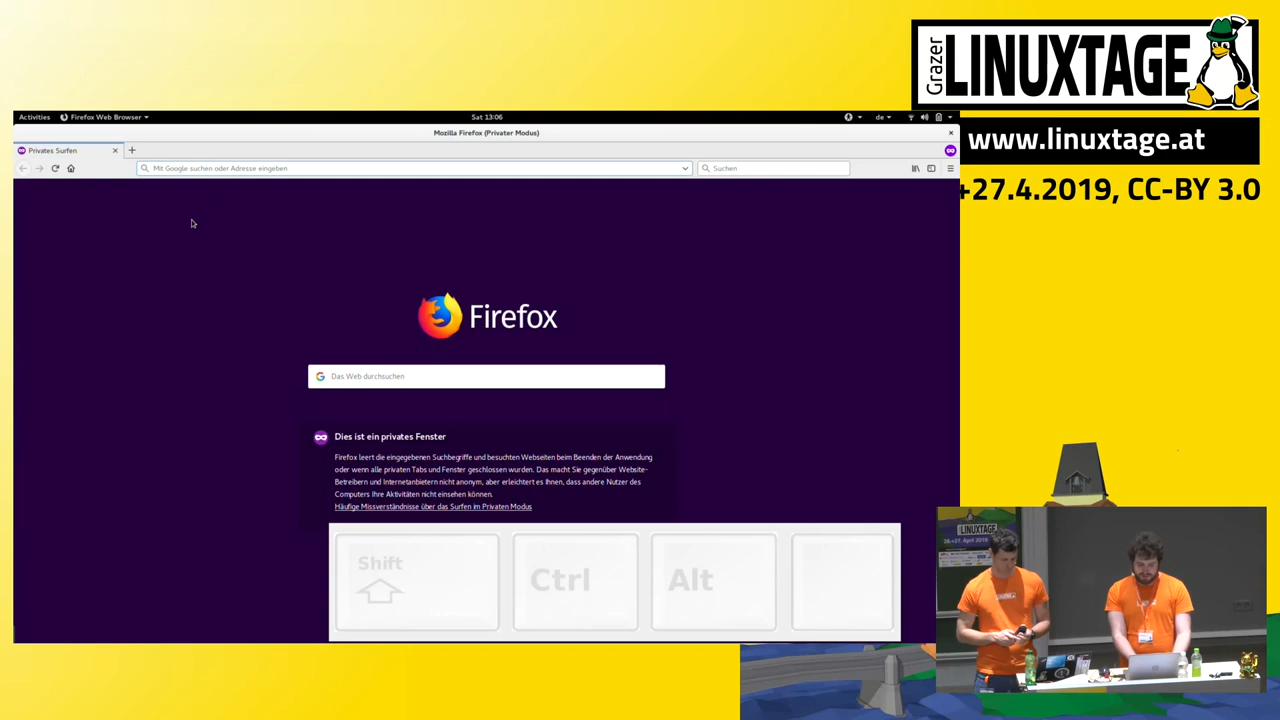 Grazer
LINUXTAGE
www.linuxtage.at
+27.4.2019, CC-BY 3.0
Activities
Firefox Web Browser
Sat 13:06
de
Mozilla Firefox (Privater Modus)
Privates Surfen
Mit Google suchen oder Adresse eingeben
Suchen
Firefox
Das Web durchsuchen
Dies ist ein privates Fenster
Firefox leert die eingegebenen Suchbegriffe und besuchten Webseiten beim Beenden der Anwendung
oder wenn alle privaten Tabs und Fenster geschlossen wurden. Das macht Sie gegenüber Website-
Betreibern und Internetanbietern nicht anonym, aber erleichtert es Ihnen, dass andere Nutzer des
Computers Ihre Aktivitäten nicht einsehen können.
Häufige Missverständnisse über das Surfen im Privaten Modus
Shift
Ctrl
Alt
LINUXTAGE
26.+27. April 2019